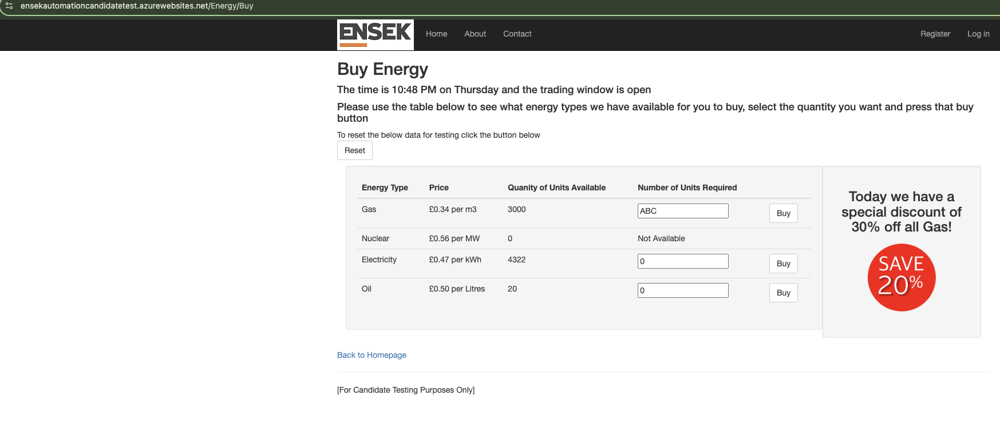 ensekautomationcandidatetest.azurewebsites.net/Energy/Buy
ENSEK Home About Contact Register Log in
Buy Energy
The time is 10:48 PM on Thursday and the trading window is open
Please use the table below to see what energy types we have available for you to buy, select the quantity you want and press that buy
button
To reset the below data for testing click the button below
Reset
Energy Type Price Quanity of Units Available Number of Units Required
Gas £0.34 per m3 3000 ABC Buy
Nuclear £0.56 per MW 0 Not Available
Electricity £0.47 per kWh 4322 0 Buy
Oil £0.50 per Litres 20 0 Buy
Today we have a
special discount of
30% off all Gas!
SAVE
20%
Back to Homepage
[For Candidate Testing Purposes Only]